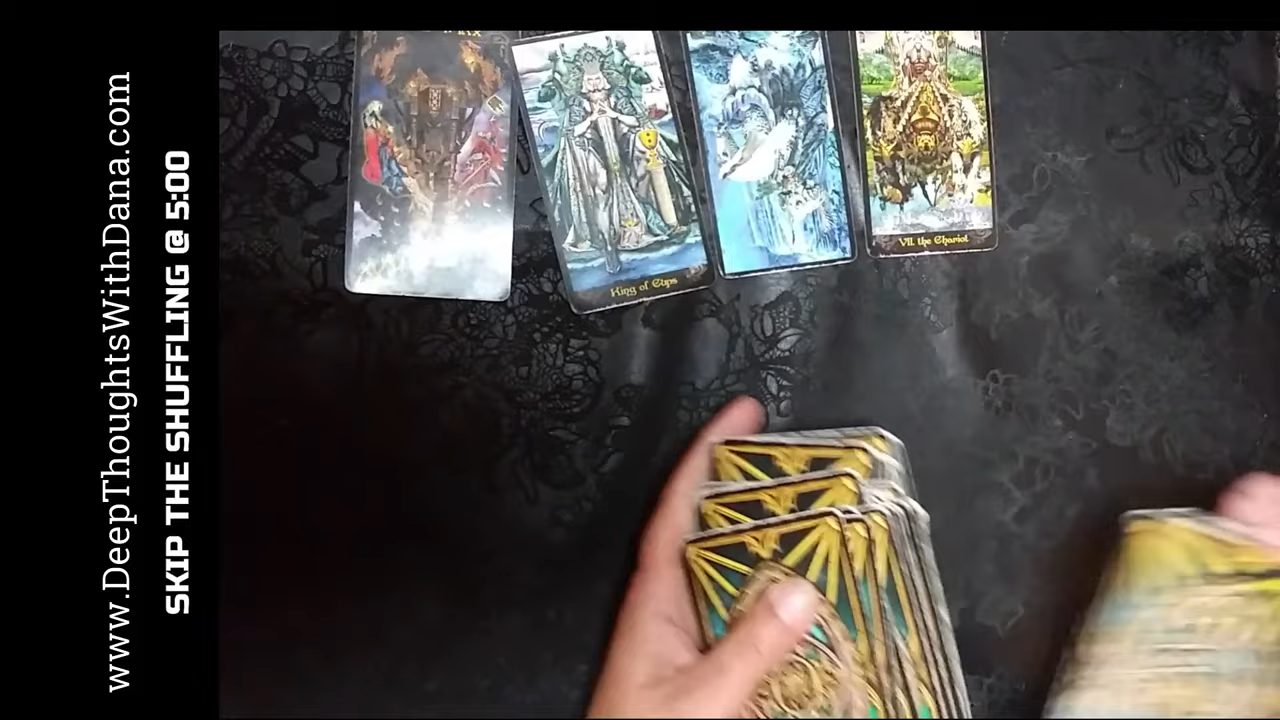 www.DeepThoughtsWithDana.com
SKIP THE SHUFFLING @ 5:00
King of Cups
VII. the Chariot